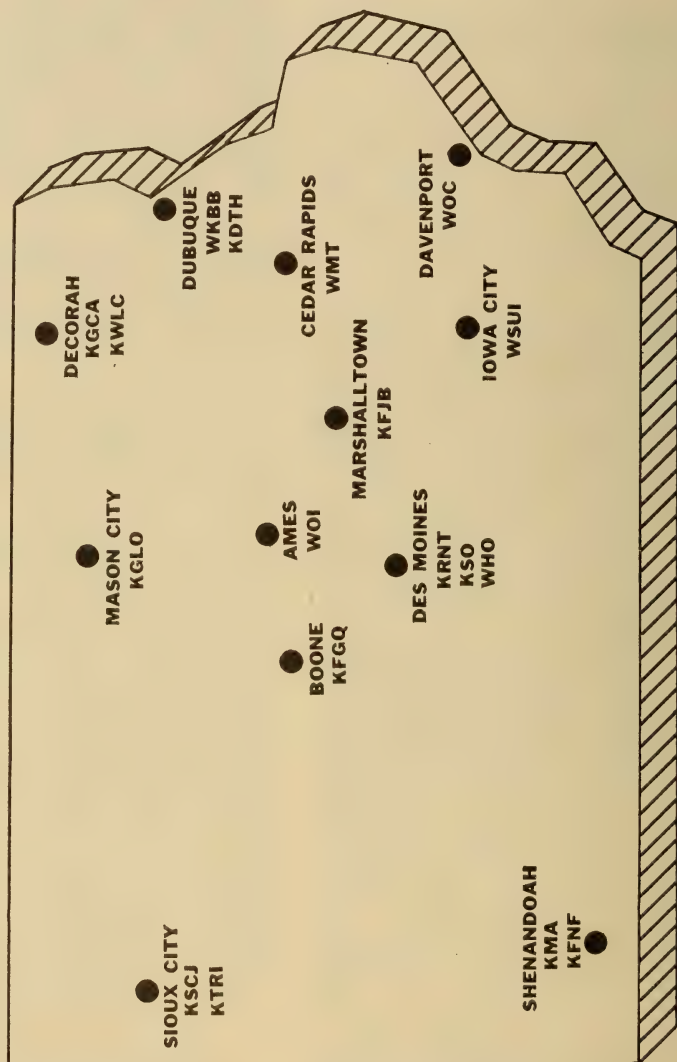 DECORAH
KGCA
KWLC
MASON CITY
KGLO
SIOUX CITY
KSCJ
KTRI
DUBUQUE
WKBB
KDTH
CEDAR RAPIDS
WMT
AMES
WOI
BOONE
KFGQ
MARSHALLTOWN
KFJB
DES MOINES
KRNT
KSO
WHO
DAVENPORT
WOC
IOWA CITY
WSUI
SHENANDOAH
KMA
KFNF